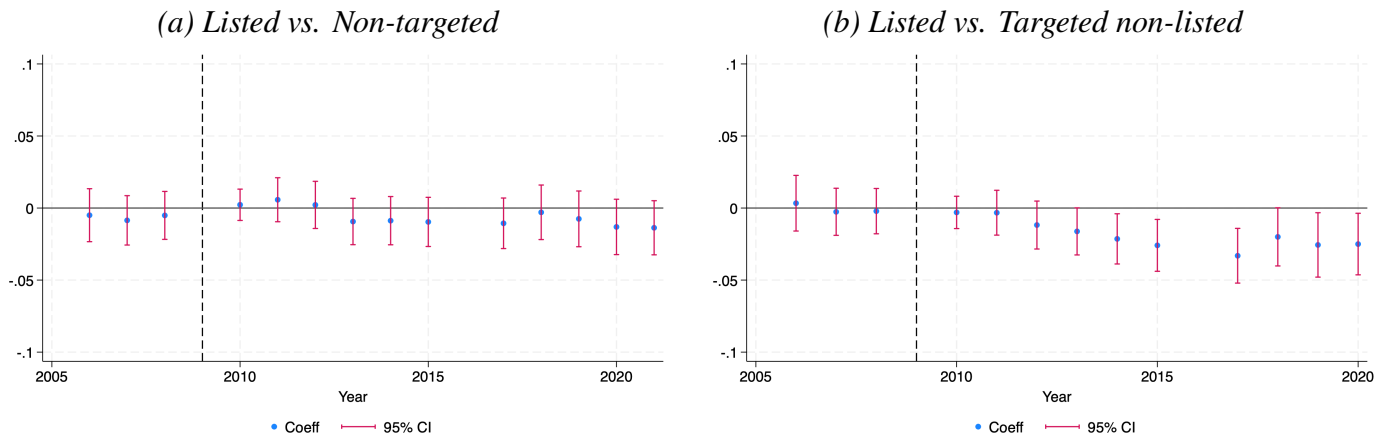 (a) Listed vs. Non-targeted
.1
.05
0
-.05
-.1
2005
2010
2015
2020
Year
Coeff
95% CI
(b) Listed vs. Targeted non-listed
.1
.05
0
-.05
-.1
2005
2010
2015
2020
Year
Coeff
95% CI